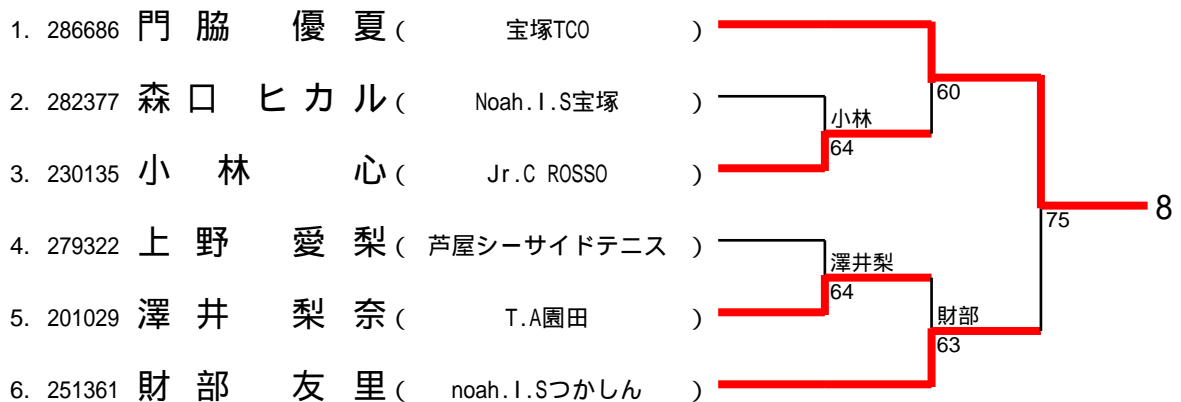 1. 286686 門脇 優夏( 宝塚TCO )
60
2. 282377 森口 ヒカル( Noah.I.S宝塚 )
小林
64
3. 230135 小林 心( Jr.C ROSSO )
8
75
4. 279322 上野 愛梨( 芦屋シーサイドテニス )
澤井梨
64
5. 201029 澤井 梨奈( T.A園田 )
財部
63
6. 251361 財部 友里( noah.I.Sつかしん )